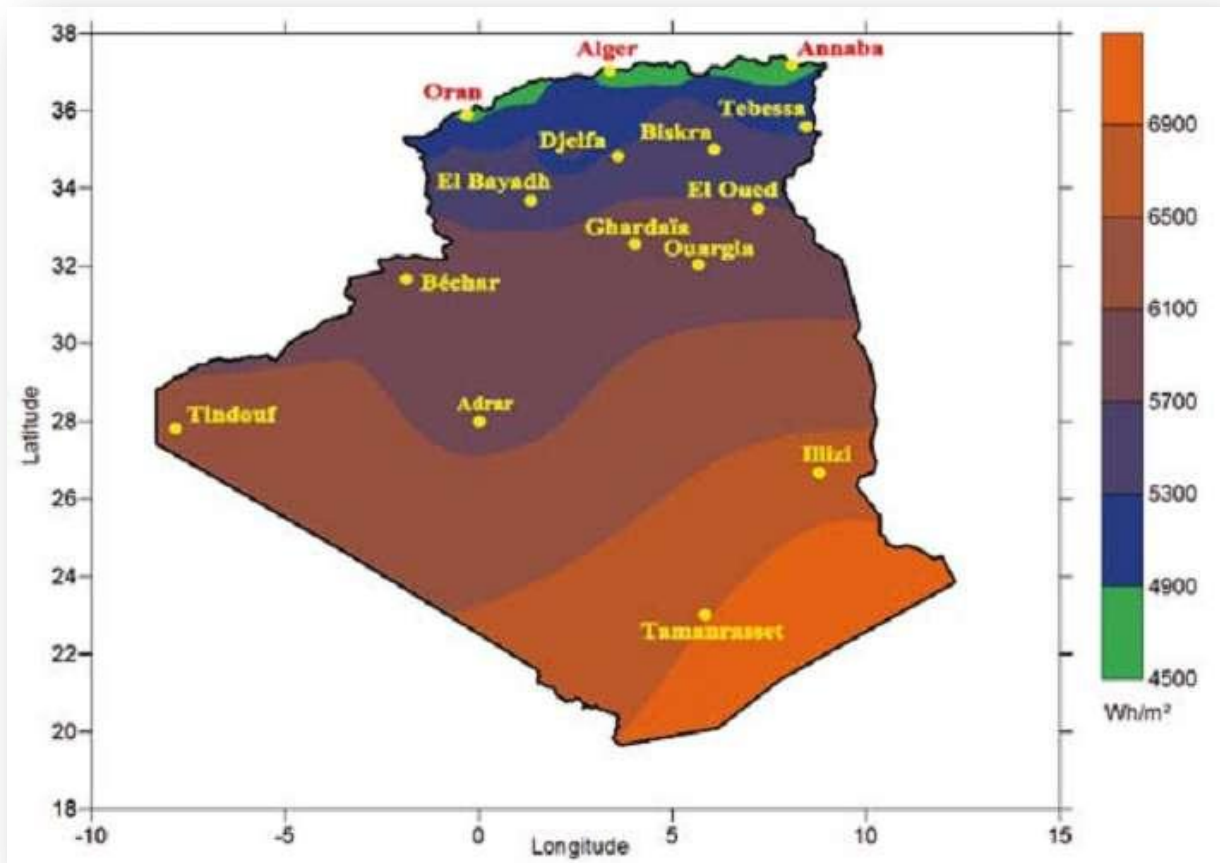 38
36
34
32
30
28
26
24
22
20
18
Latitude
-10
-5
0
5
10
15
Longitude
Oran
Alger
Annaba
Tebessa
Biskra
Djelfa
El Bayadh
El Oued
Ghardaïa
Ouargla
Béchar
Adrar
Tindouf
Illizi
Tamanrasset
6900
6500
6100
5700
5300
4900
4500
Wh/m²